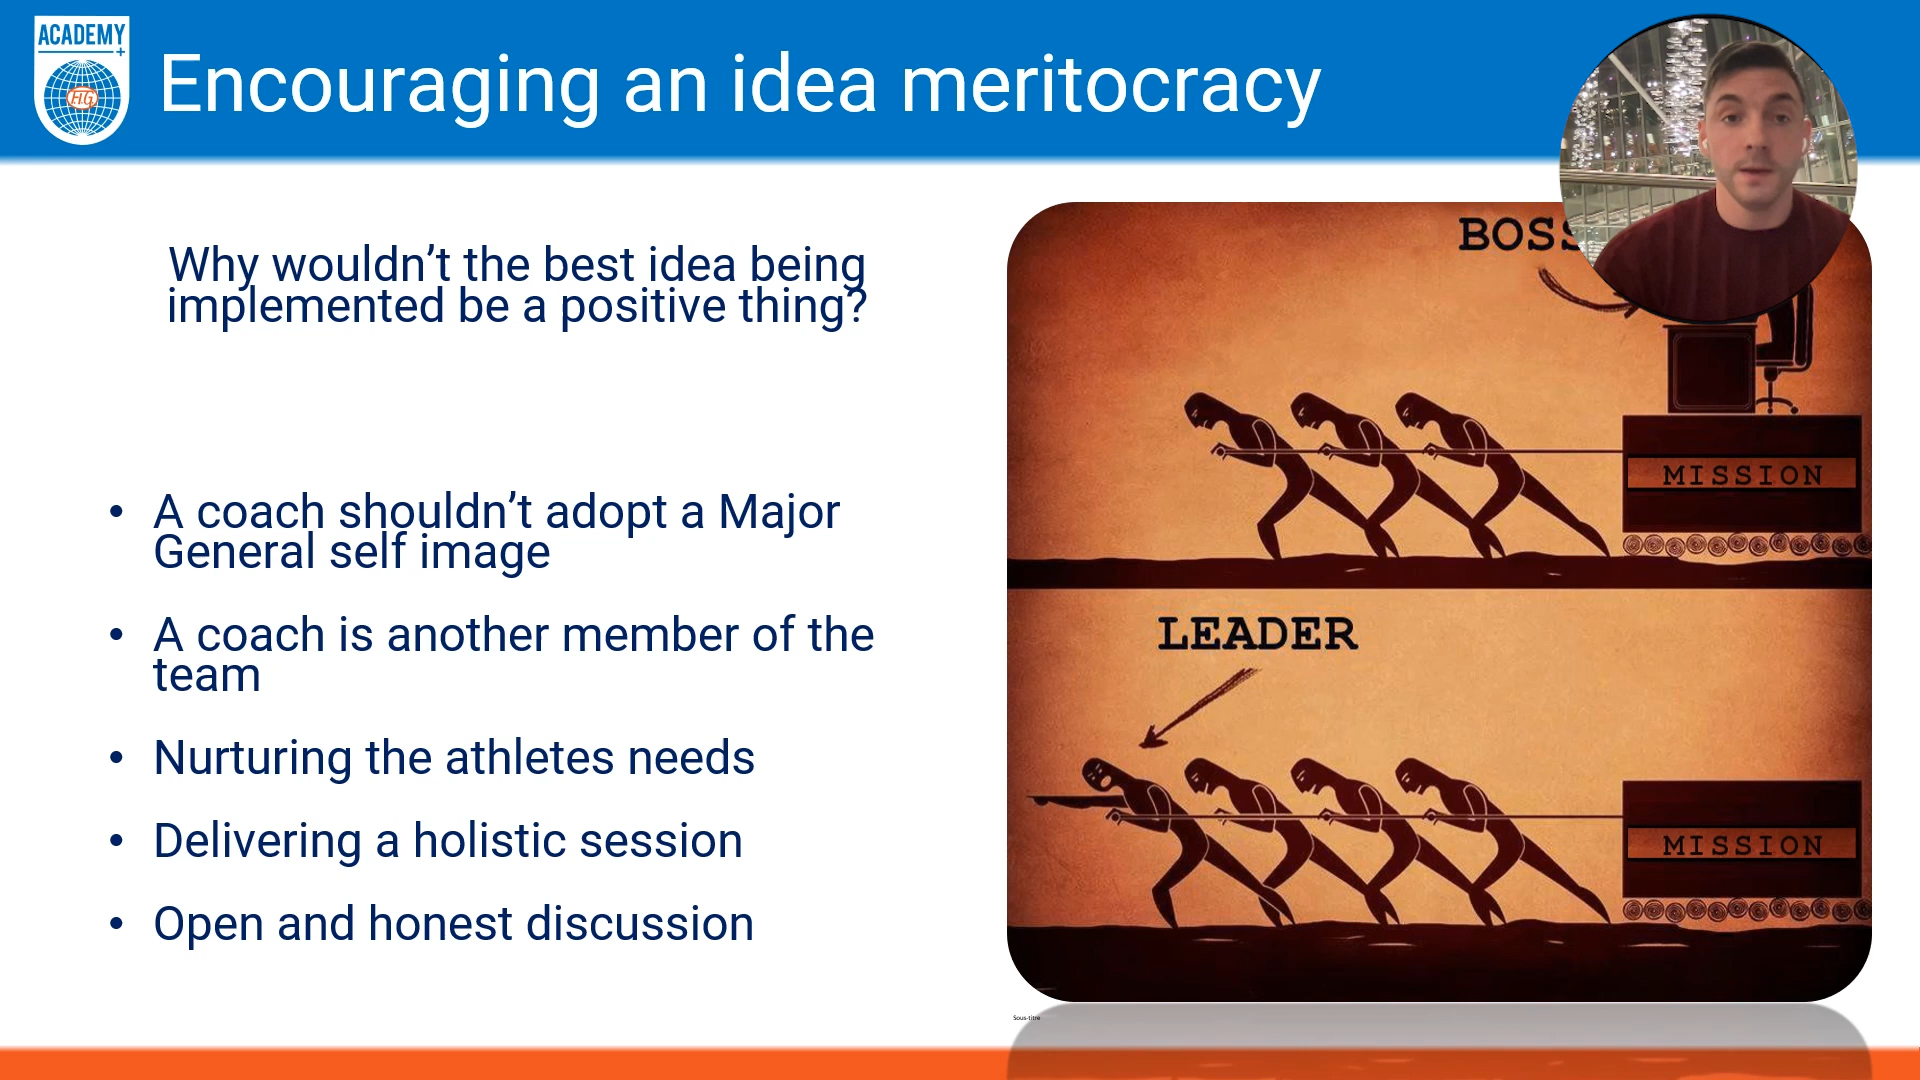 ACADEMY
+
FIG
Encouraging an idea meritocracy
Why wouldn’t the best idea being
implemented be a positive thing?
• A coach shouldn’t adopt a Major
General self image
• A coach is another member of the
team
• Nurturing the athletes needs
• Delivering a holistic session
• Open and honest discussion
BOSS
MISSION
LEADER
MISSION
Sous-titre